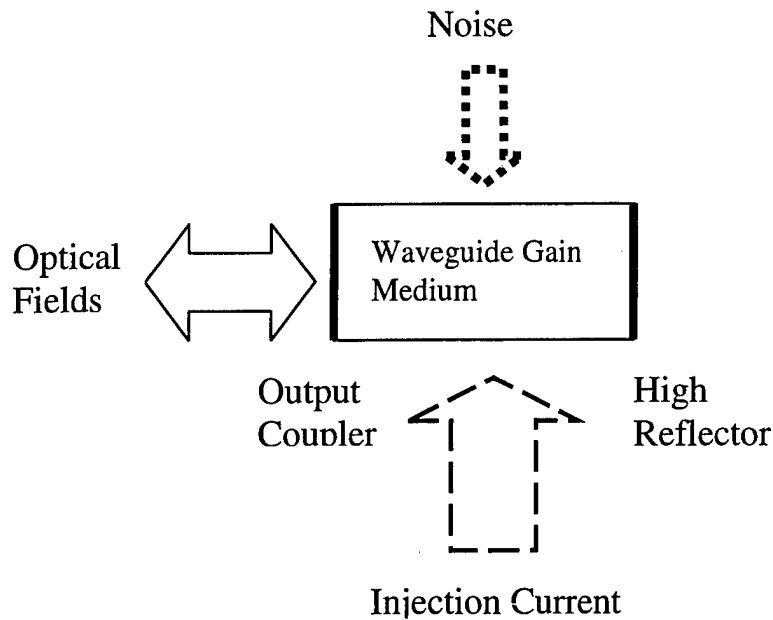 Noise
Optical
Fields
Waveguide Gain
Medium
Output
Coupler
High
Reflector
Injection Current